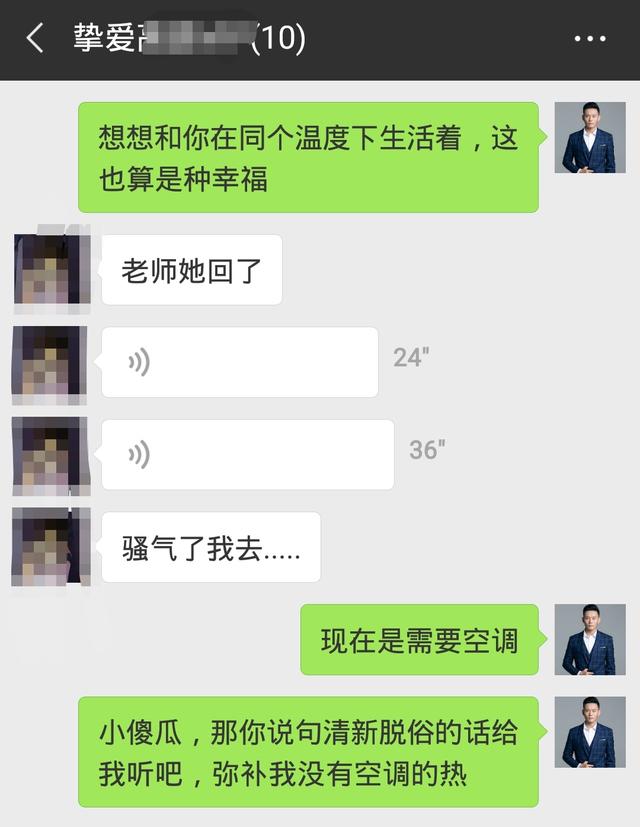 挚爱高
(10)
想想和你在同个温度下生活着，这
也算是种幸福
老师她回了
24"
36"
骚气了我去.....
现在是需要空调
小傻瓜，那你说句清新脱俗的话给
我听吧，弥补我没有空调的热